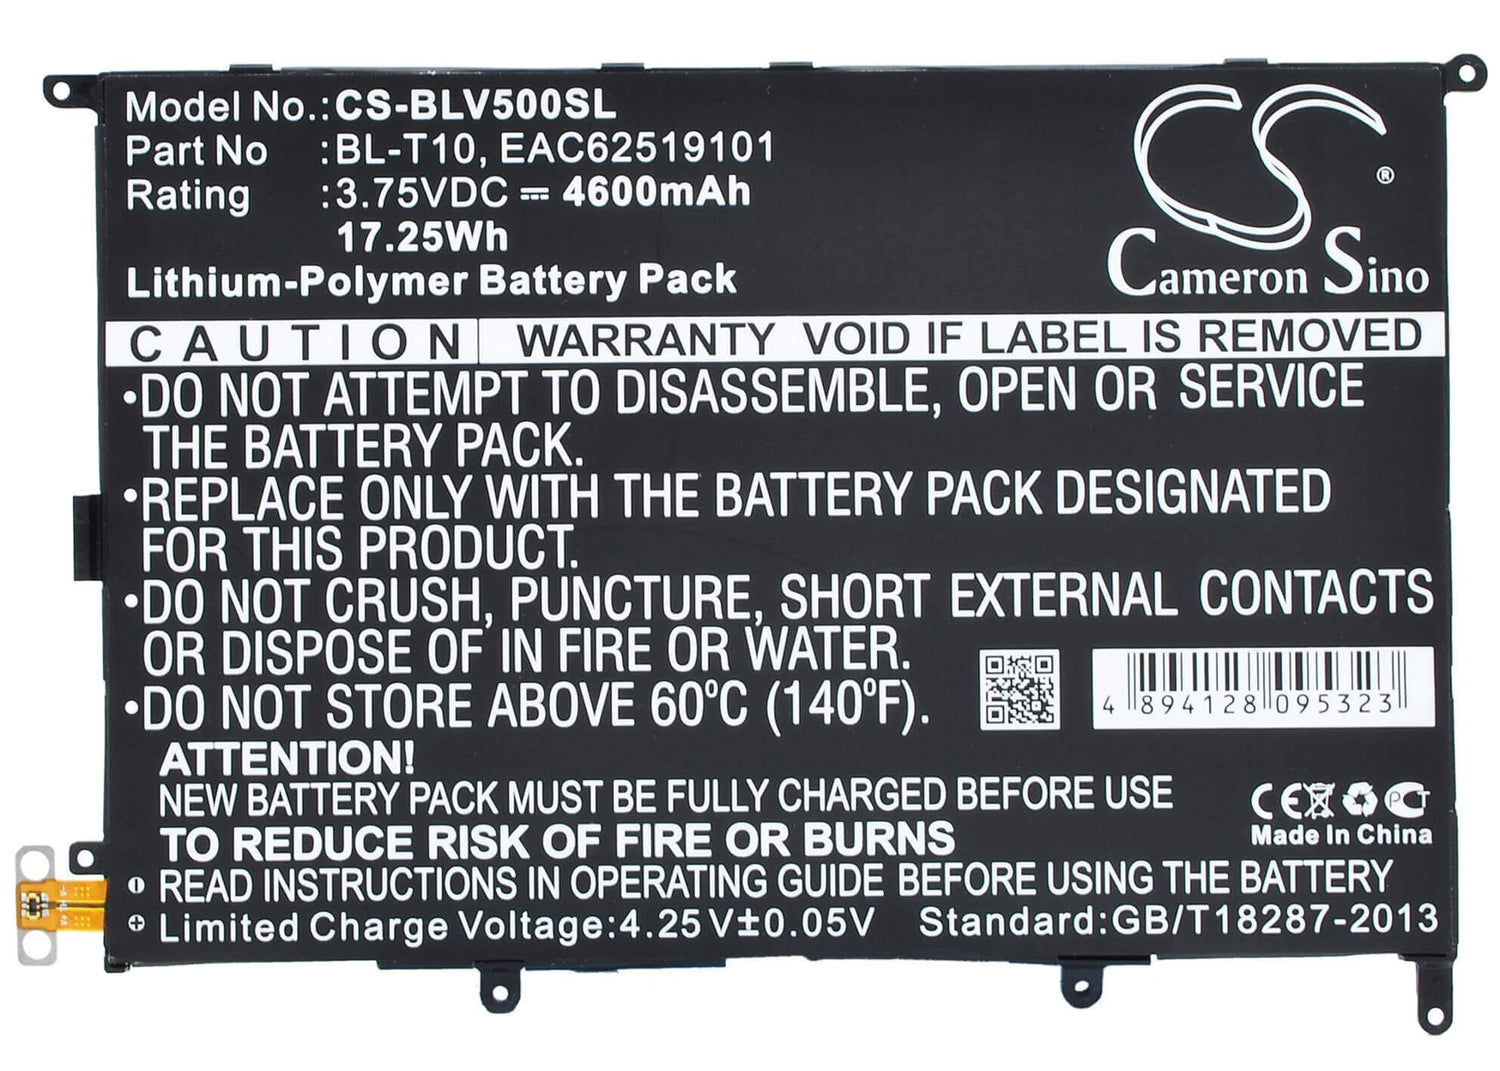 Model No.:CS-BLV500SL
Part No :BL-T10, EAC62519101
Rating :3.75VDC ⎓ 4600mAh
17.25Wh
Lithium-Polymer Battery Pack
®
Cameron Sino
CAUTION WARRANTY VOID IF LABEL IS REMOVED
•DO NOT ATTEMPT TO DISASSEMBLE, OPEN OR SERVICE
THE BATTERY PACK.
•REPLACE ONLY WITH THE BATTERY PACK DESIGNATED
FOR THIS PRODUCT.
•DO NOT CRUSH, PUNCTURE, SHORT EXTERNAL CONTACTS
OR DISPOSE OF IN FIRE OR WATER.
•DO NOT STORE ABOVE 60ºC (140ºF).
4 894128 095323
ATTENTION!
NEW BATTERY PACK MUST BE FULLY CHARGED BEFORE USE
TO REDUCE RISK OF FIRE OR BURNS
READ INSTRUCTIONS IN OPERATING GUIDE BEFORE USING THE BATTERY
Limited Charge Voltage:4.25V±0.05V Standard:GB/T18287-2013
CE PCT
Made In China